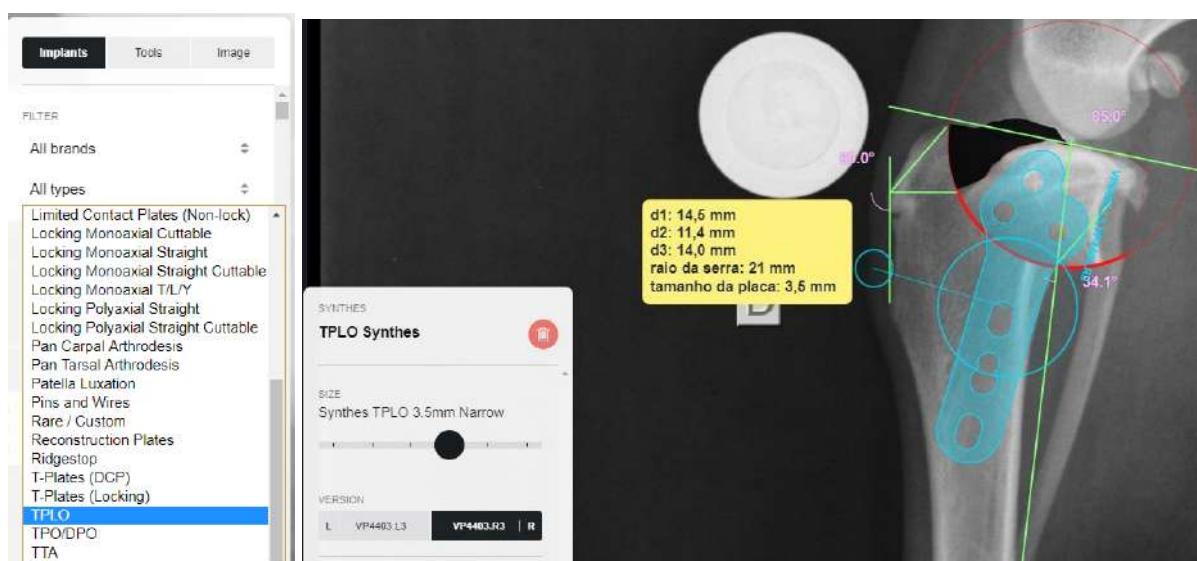 Implants
Tools
Image
FILTER
All brands
All types
Limited Contact Plates (Non-lock)
Locking Monoaxial Cuttable
Locking Monoaxial Straight
Locking Monoaxial Straight Cuttable
Locking Monoaxial T/L/Y
Locking Polyaxial Straight
Locking Polyaxial Straight Cuttable
Pan Carpal Arthrodesis
Pan Tarsal Arthrodesis
Patella Luxation
Pins and Wires
Rare / Custom
Reconstruction Plates
Ridgestop
T-Plates (DCP)
T-Plates (Locking)
TPLO
TPO/DPO
TTA
SYNTHES
TPLO Synthes
SIZE
Synthes TPLO 3.5mm Narrow
VERSION
L VP4403.L3
VP4403.R3 | R
d1: 14,5 mm
d2: 11,4 mm
d3: 14,0 mm
raio da serra: 21 mm
tamanho da placa: 3,5 mm
D
34.1°